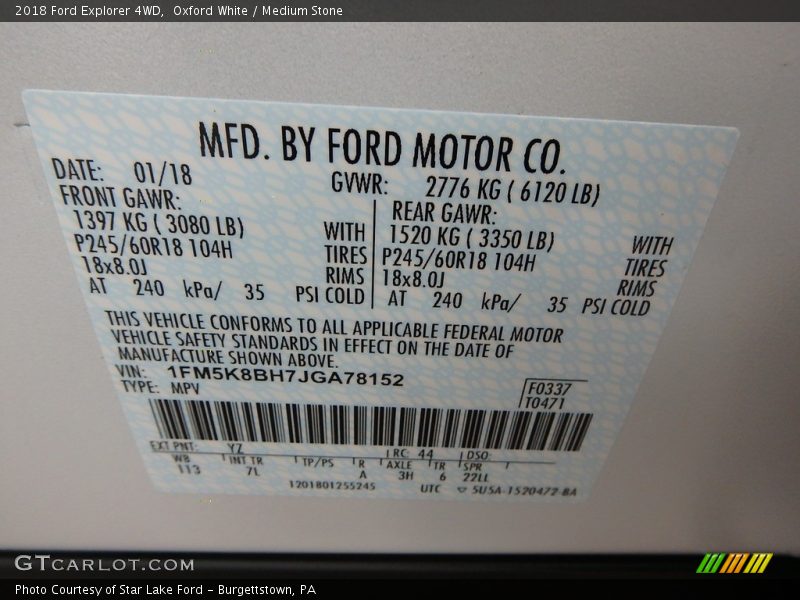 2018 Ford Explorer 4WD, Oxford White / Medium Stone
MFD. BY FORD MOTOR CO.
DATE: 01/18 GVWR: 2776 KG ( 6120 LB)
FRONT GAWR: REAR GAWR:
1397 KG ( 3080 LB) WITH 1520 KG ( 3350 LB) WITH
P245/60R18 104H TIRES P245/60R18 104H TIRES
18x8.0J RIMS 18x8.0J RIMS
AT 240 kPa/ 35 PSI COLD AT 240 kPa/ 35 PSI COLD
THIS VEHICLE CONFORMS TO ALL APPLICABLE FEDERAL MOTOR
VEHICLE SAFETY STANDARDS IN EFFECT ON THE DATE OF
MANUFACTURE SHOWN ABOVE.
VIN: 1FM5K8BH7JGA78152
TYPE: MPV F0337
T0471
EXT PNT: YZ RC: 44 DSO:
WB INT TR TP/PS R AXLE TR SPR
113 7L A 3H 6 22LL
1201801255245 UTC ▽ 5U5A-1520472-BA
GTCARLOT.COM
Photo Courtesy of Star Lake Ford - Burgettstown, PA